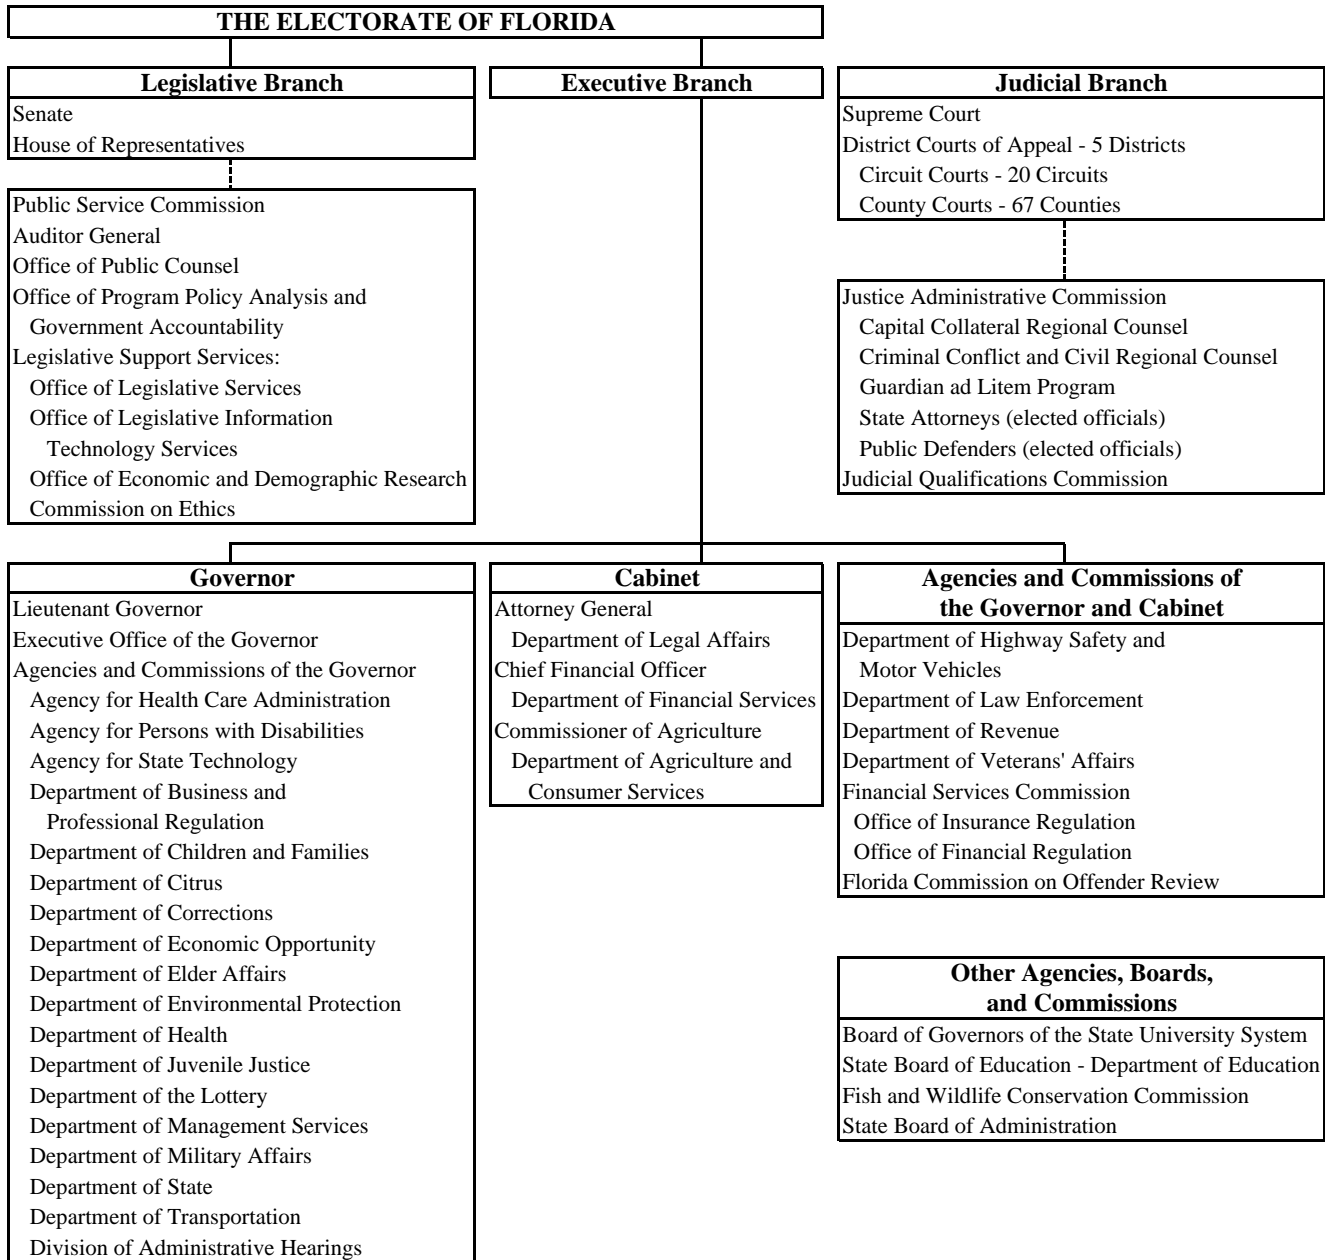 THE ELECTORATE OF FLORIDA
Legislative Branch
Senate
House of Representatives
Public Service Commission
Auditor General
Office of Public Counsel
Office of Program Policy Analysis and
Government Accountability
Legislative Support Services:
Office of Legislative Services
Office of Legislative Information
Technology Services
Office of Economic and Demographic Research
Commission on Ethics
Executive Branch
Judicial Branch
Supreme Court
District Courts of Appeal - 5 Districts
Circuit Courts - 20 Circuits
County Courts - 67 Counties
Justice Administrative Commission
Capital Collateral Regional Counsel
Criminal Conflict and Civil Regional Counsel
Guardian ad Litem Program
State Attorneys (elected officials)
Public Defenders (elected officials)
Judicial Qualifications Commission
Governor
Lieutenant Governor
Executive Office of the Governor
Agencies and Commissions of the Governor
Agency for Health Care Administration
Agency for Persons with Disabilities
Agency for State Technology
Department of Business and
Professional Regulation
Department of Children and Families
Department of Citrus
Department of Corrections
Department of Economic Opportunity
Department of Elder Affairs
Department of Environmental Protection
Department of Health
Department of Juvenile Justice
Department of the Lottery
Department of Management Services
Department of Military Affairs
Department of State
Department of Transportation
Division of Administrative Hearings
Cabinet
Attorney General
Department of Legal Affairs
Chief Financial Officer
Department of Financial Services
Commissioner of Agriculture
Department of Agriculture and
Consumer Services
Agencies and Commissions of
the Governor and Cabinet
Department of Highway Safety and
Motor Vehicles
Department of Law Enforcement
Department of Revenue
Department of Veterans' Affairs
Financial Services Commission
Office of Insurance Regulation
Office of Financial Regulation
Florida Commission on Offender Review
Other Agencies, Boards,
and Commissions
Board of Governors of the State University System
State Board of Education - Department of Education
Fish and Wildlife Conservation Commission
State Board of Administration